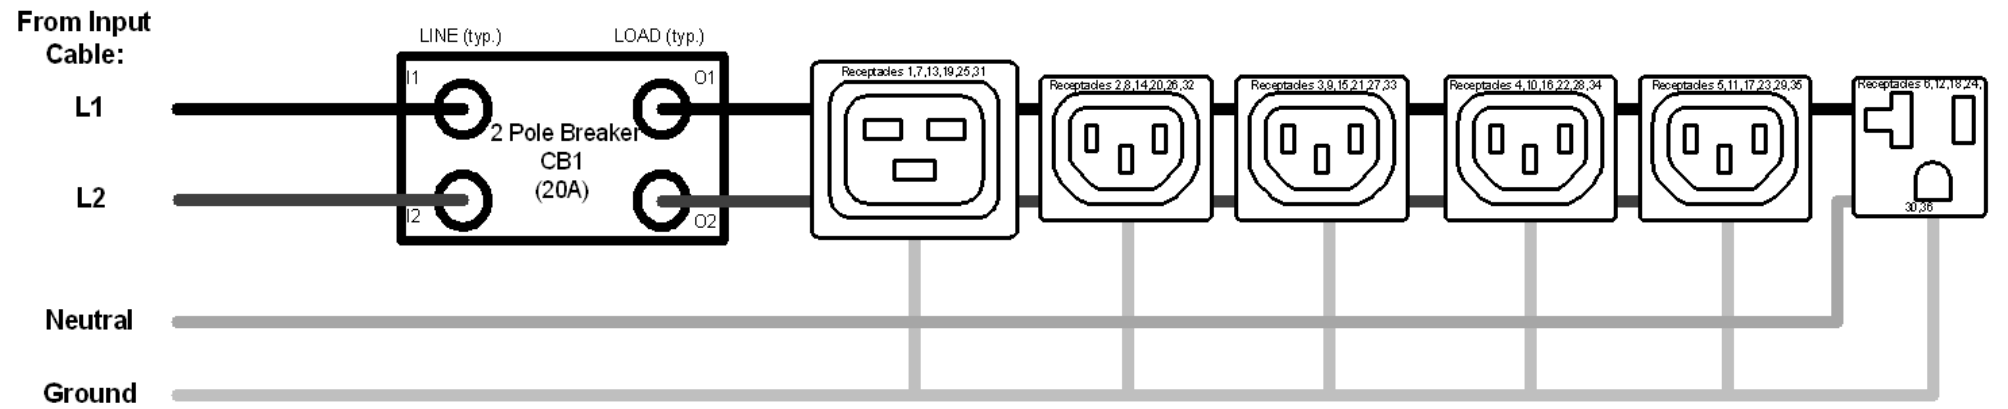 From Input
Cable:
LINE (typ.)
LOAD (typ.)
I1
O1
L1
2 Pole Breaker
CB1
(20A)
L2
I2
O2
Receptacles 1,7,13,19,25,31
Receptacles 2,8,14,20,26,32
Receptacles 3,9,15,21,27,33
Receptacles 4,10,16,22,28,34
Receptacles 5,11,17,23,29,35
Receptacles 6,12,18,24,
30,36
Neutral
Ground